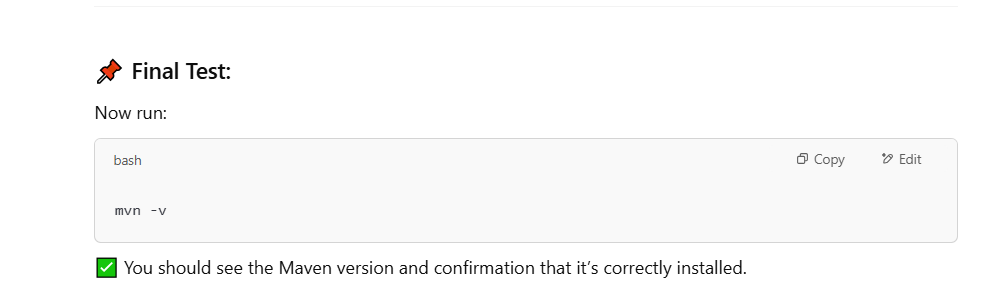 📌 Final Test:
Now run:
bash
Copy
Edit
mvn -v
✅ You should see the Maven version and confirmation that it’s correctly installed.